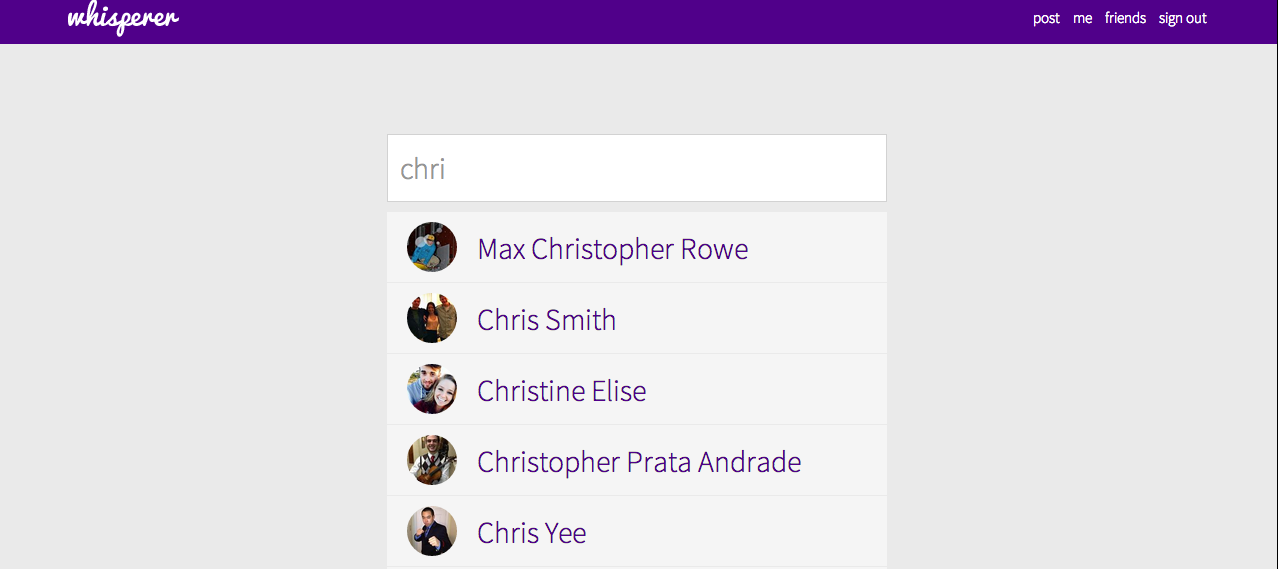 whisperer
post me friends sign out
chri
Max Christopher Rowe
Chris Smith
Christine Elise
Christopher Prata Andrade
Chris Yee